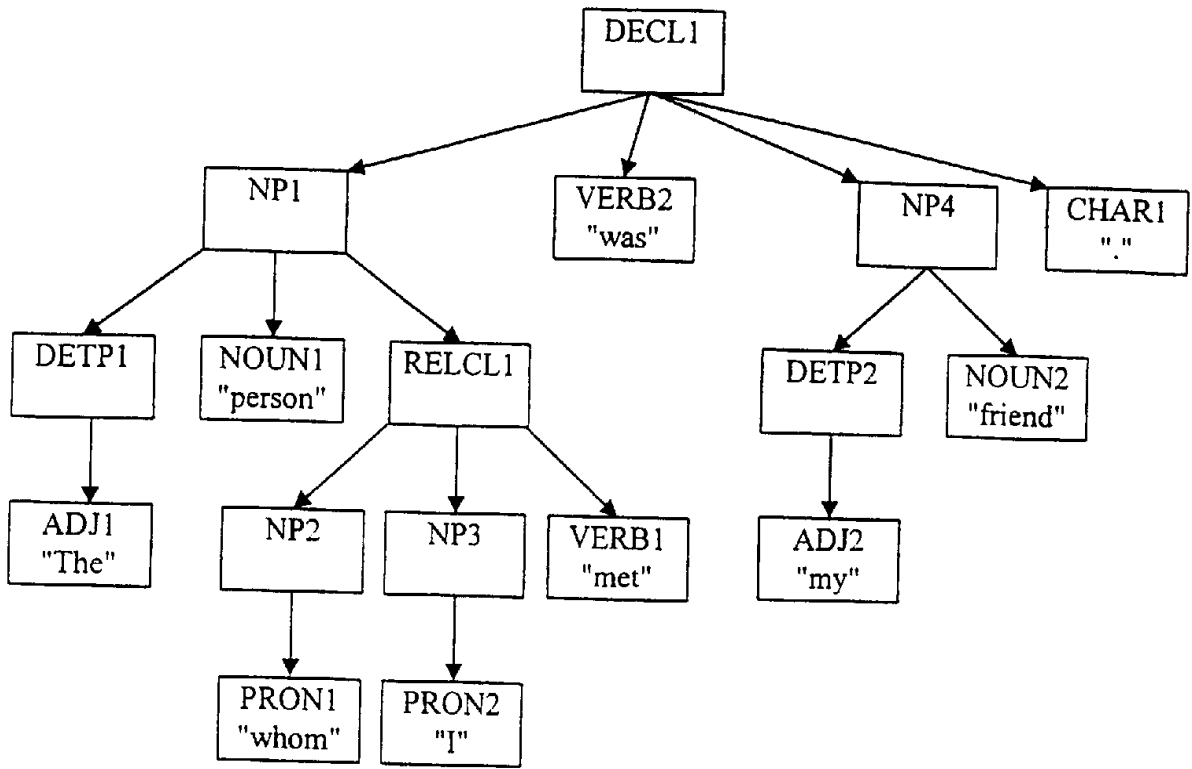 DECL1
NP1
VERB2
"was"
NP4
CHAR1
"."
DETP1
NOUN1
"person"
RELCL1
DETP2
NOUN2
"friend"
ADJ1
"The"
NP2
NP3
VERB1
"met"
ADJ2
"my"
PRON1
"whom"
PRON2
"I"